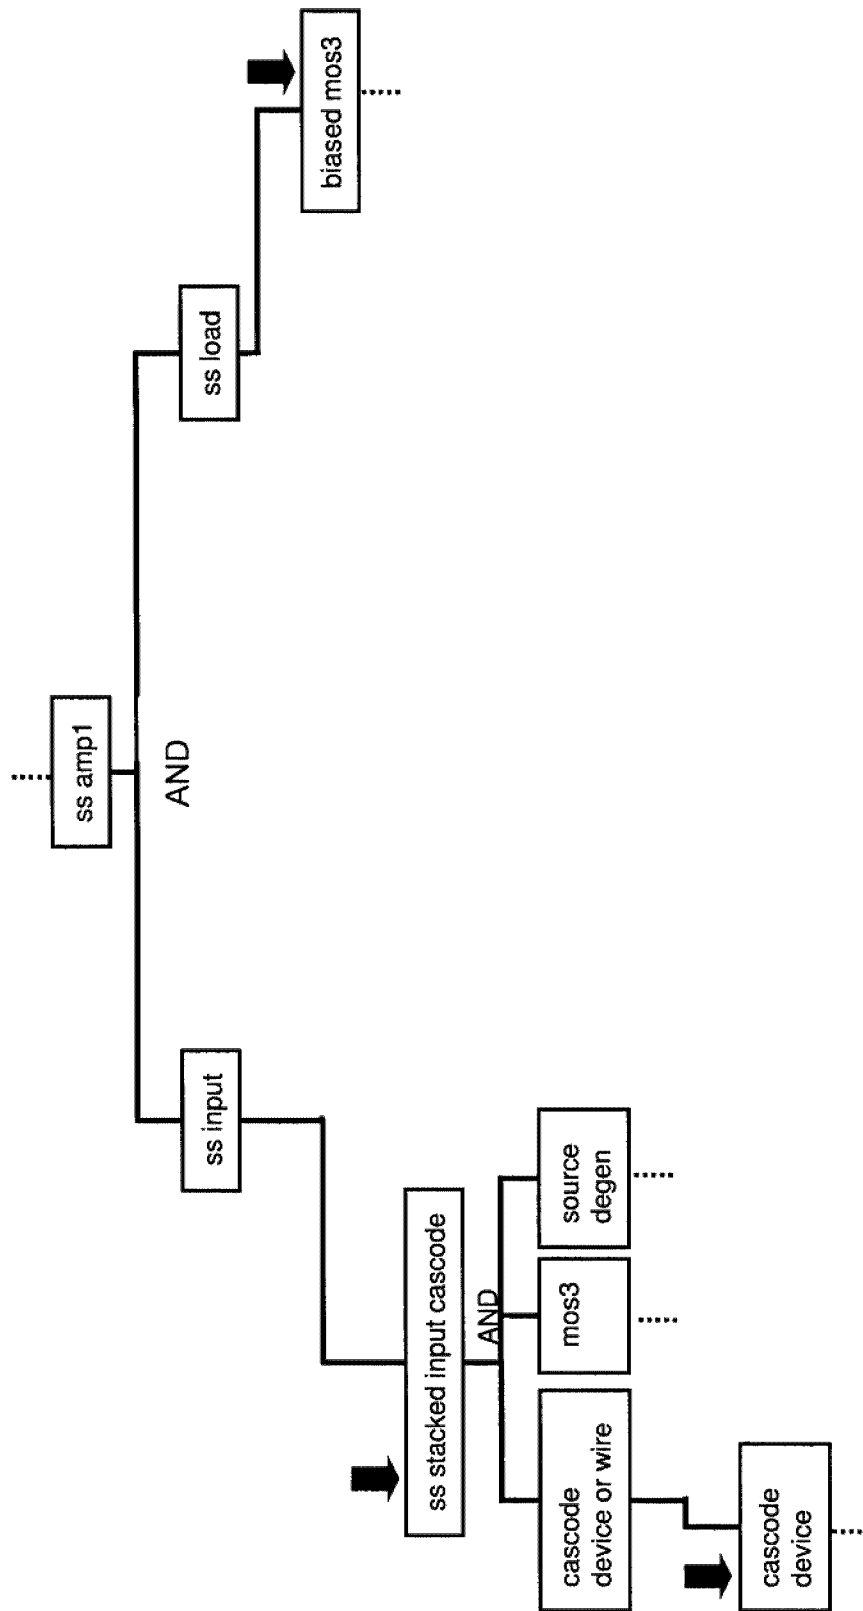 ss amp1
AND
ss input
ss load
ss stacked input cascode
biased mos3
AND
cascode
device or wire
mos3
source
degen
cascode
device